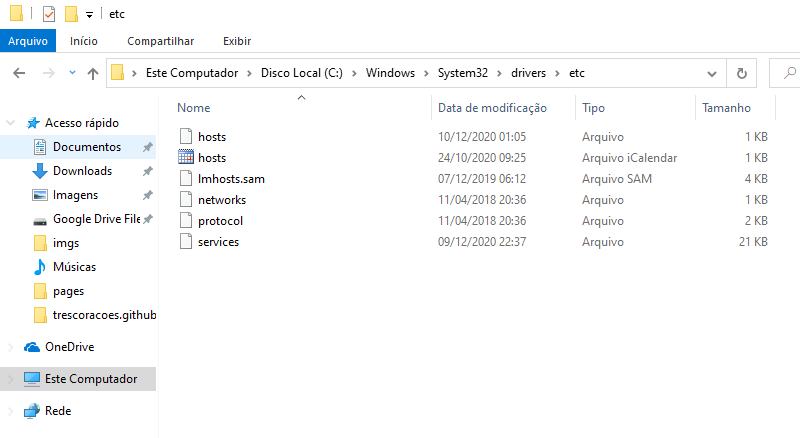 etc
Arquivo Início Compartilhar Exibir
Este Computador Disco Local (C:) Windows System32 drivers etc
Nome Data de modificação Tipo Tamanho
Acesso rápido
Documentos
Downloads
Imagens
Google Drive File
imgs
Músicas
pages
trescoracoes.github
OneDrive
Este Computador
Rede
hosts 10/12/2020 01:05 Arquivo 1 KB
hosts 24/10/2020 09:25 Arquivo iCalendar 1 KB
lmhosts.sam 07/12/2019 06:12 Arquivo SAM 4 KB
networks 11/04/2018 20:36 Arquivo 1 KB
protocol 11/04/2018 20:36 Arquivo 2 KB
services 09/12/2020 22:37 Arquivo 21 KB